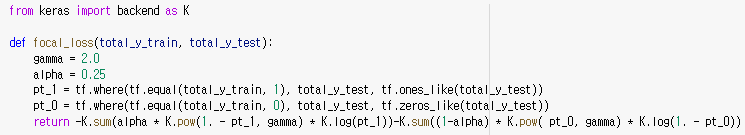 from keras import backend as K

def focal_loss(total_y_train, total_y_test):
    gamma = 2.0
    alpha = 0.25
    pt_1 = tf.where(tf.equal(total_y_train, 1), total_y_test, tf.ones_like(total_y_test))
    pt_0 = tf.where(tf.equal(total_y_train, 0), total_y_test, tf.zeros_like(total_y_test))
    return -K.sum(alpha * K.pow(1. - pt_1, gamma) * K.log(pt_1))-K.sum((1-alpha) * K.pow( pt_0, gamma) * K.log(1. - pt_0))